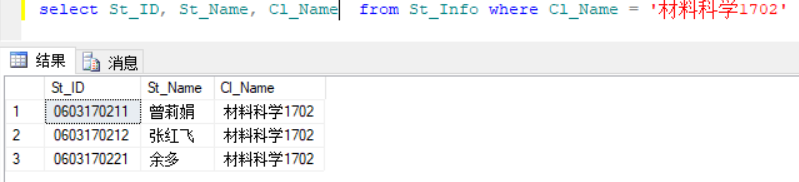 select St_ID, St_Name, Cl_Name  from St_Info where Cl_Name = '材料科学1702'
结果 消息
St_ID St_Name Cl_Name
1 0603170211 曾莉娟 材料科学1702
2 0603170212 张红飞 材料科学1702
3 0603170221 余多 材料科学1702